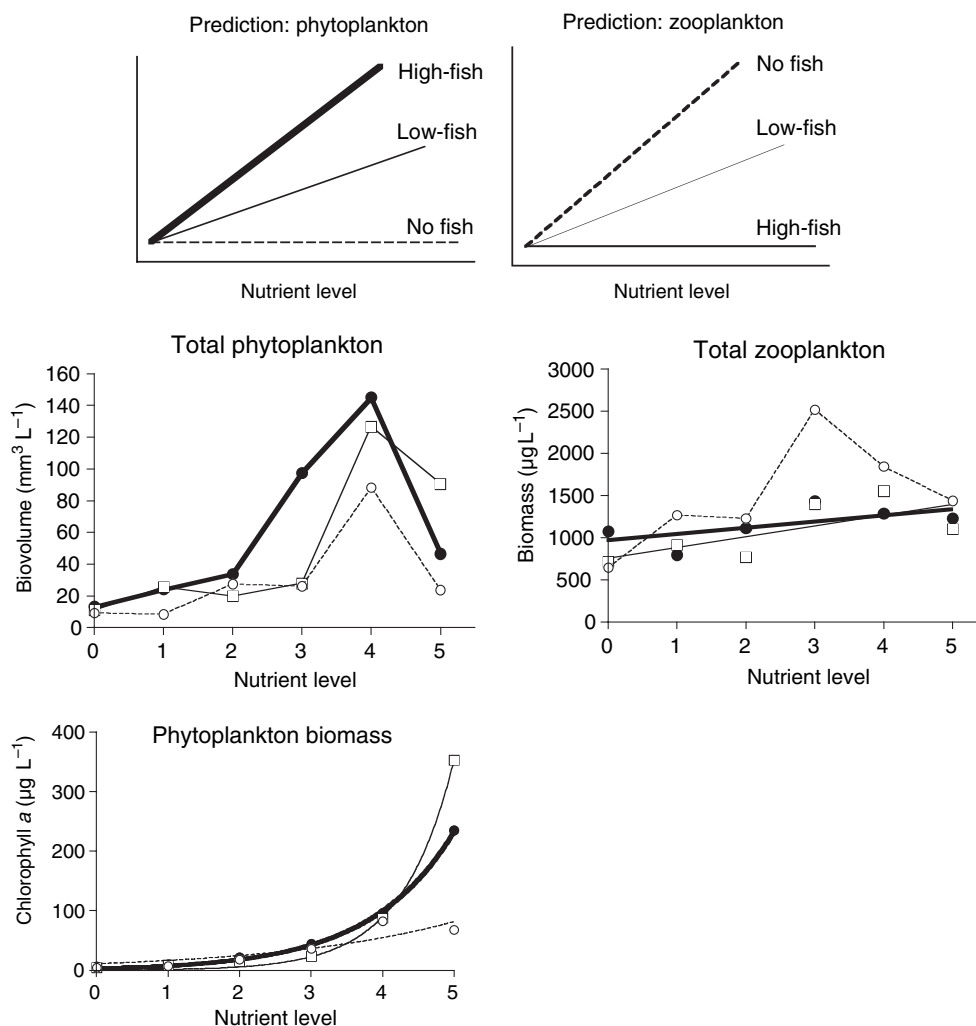 Prediction: phytoplankton
High-fish
Low-fish
No fish
Nutrient level
Prediction: zooplankton
No fish
Low-fish
High-fish
Nutrient level
Total phytoplankton
Biovolume (mm³ L⁻¹)
160
140
120
100
80
60
40
20
0
0 1 2 3 4 5
Nutrient level
Total zooplankton
Biomass (µg L⁻¹)
3000
2500
2000
1500
1000
500
0
0 1 2 3 4 5
Nutrient level
Phytoplankton biomass
Chlorophyll a (µg L⁻¹)
400
300
200
100
0
0 1 2 3 4 5
Nutrient level